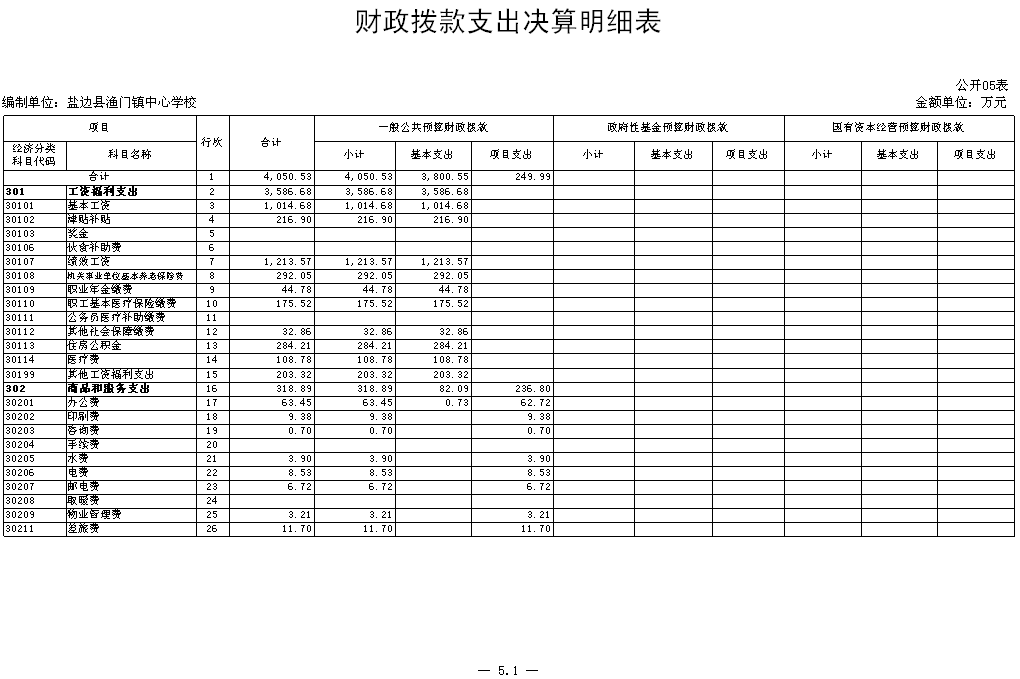 财政拨款支出决算明细表
公开05表
编制单位：盐边县渔门镇中心学校 金额单位：万元
项目 行次 合计 一般公共预算财政拨款 政府性基金预算财政拨款 国有资本经营预算财政拨款
经济分类科目代码 科目名称 小计 基本支出 项目支出 小计 基本支出 项目支出 小计 基本支出 项目支出
合计 1 4,050.53 4,050.53 3,800.55 249.99
301 工资福利支出 2 3,586.68 3,586.68 3,586.68
30101 基本工资 3 1,014.68 1,014.68 1,014.68
30102 津贴补贴 4 216.90 216.90 216.90
30103 奖金 5
30106 伙食补助费 6
30107 绩效工资 7 1,213.57 1,213.57 1,213.57
30108 机关事业单位基本养老保险费 8 292.05 292.05 292.05
30109 职业年金缴费 9 44.78 44.78 44.78
30110 职工基本医疗保险缴费 10 175.52 175.52 175.52
30111 公务员医疗补助缴费 11
30112 其他社会保障缴费 12 32.86 32.86 32.86
30113 住房公积金 13 284.21 284.21 284.21
30114 医疗费 14 108.78 108.78 108.78
30199 其他工资福利支出 15 203.32 203.32 203.32
302 商品和服务支出 16 318.89 318.89 82.09 236.80
30201 办公费 17 63.45 63.45 0.73 62.72
30202 印刷费 18 9.38 9.38 9.38
30203 咨询费 19 0.70 0.70 0.70
30204 手续费 20
30205 水费 21 3.90 3.90 3.90
30206 电费 22 8.53 8.53 8.53
30207 邮电费 23 6.72 6.72 6.72
30208 取暖费 24
30209 物业管理费 25 3.21 3.21 3.21
30211 差旅费 26 11.70 11.70 11.70
— 5.1 —